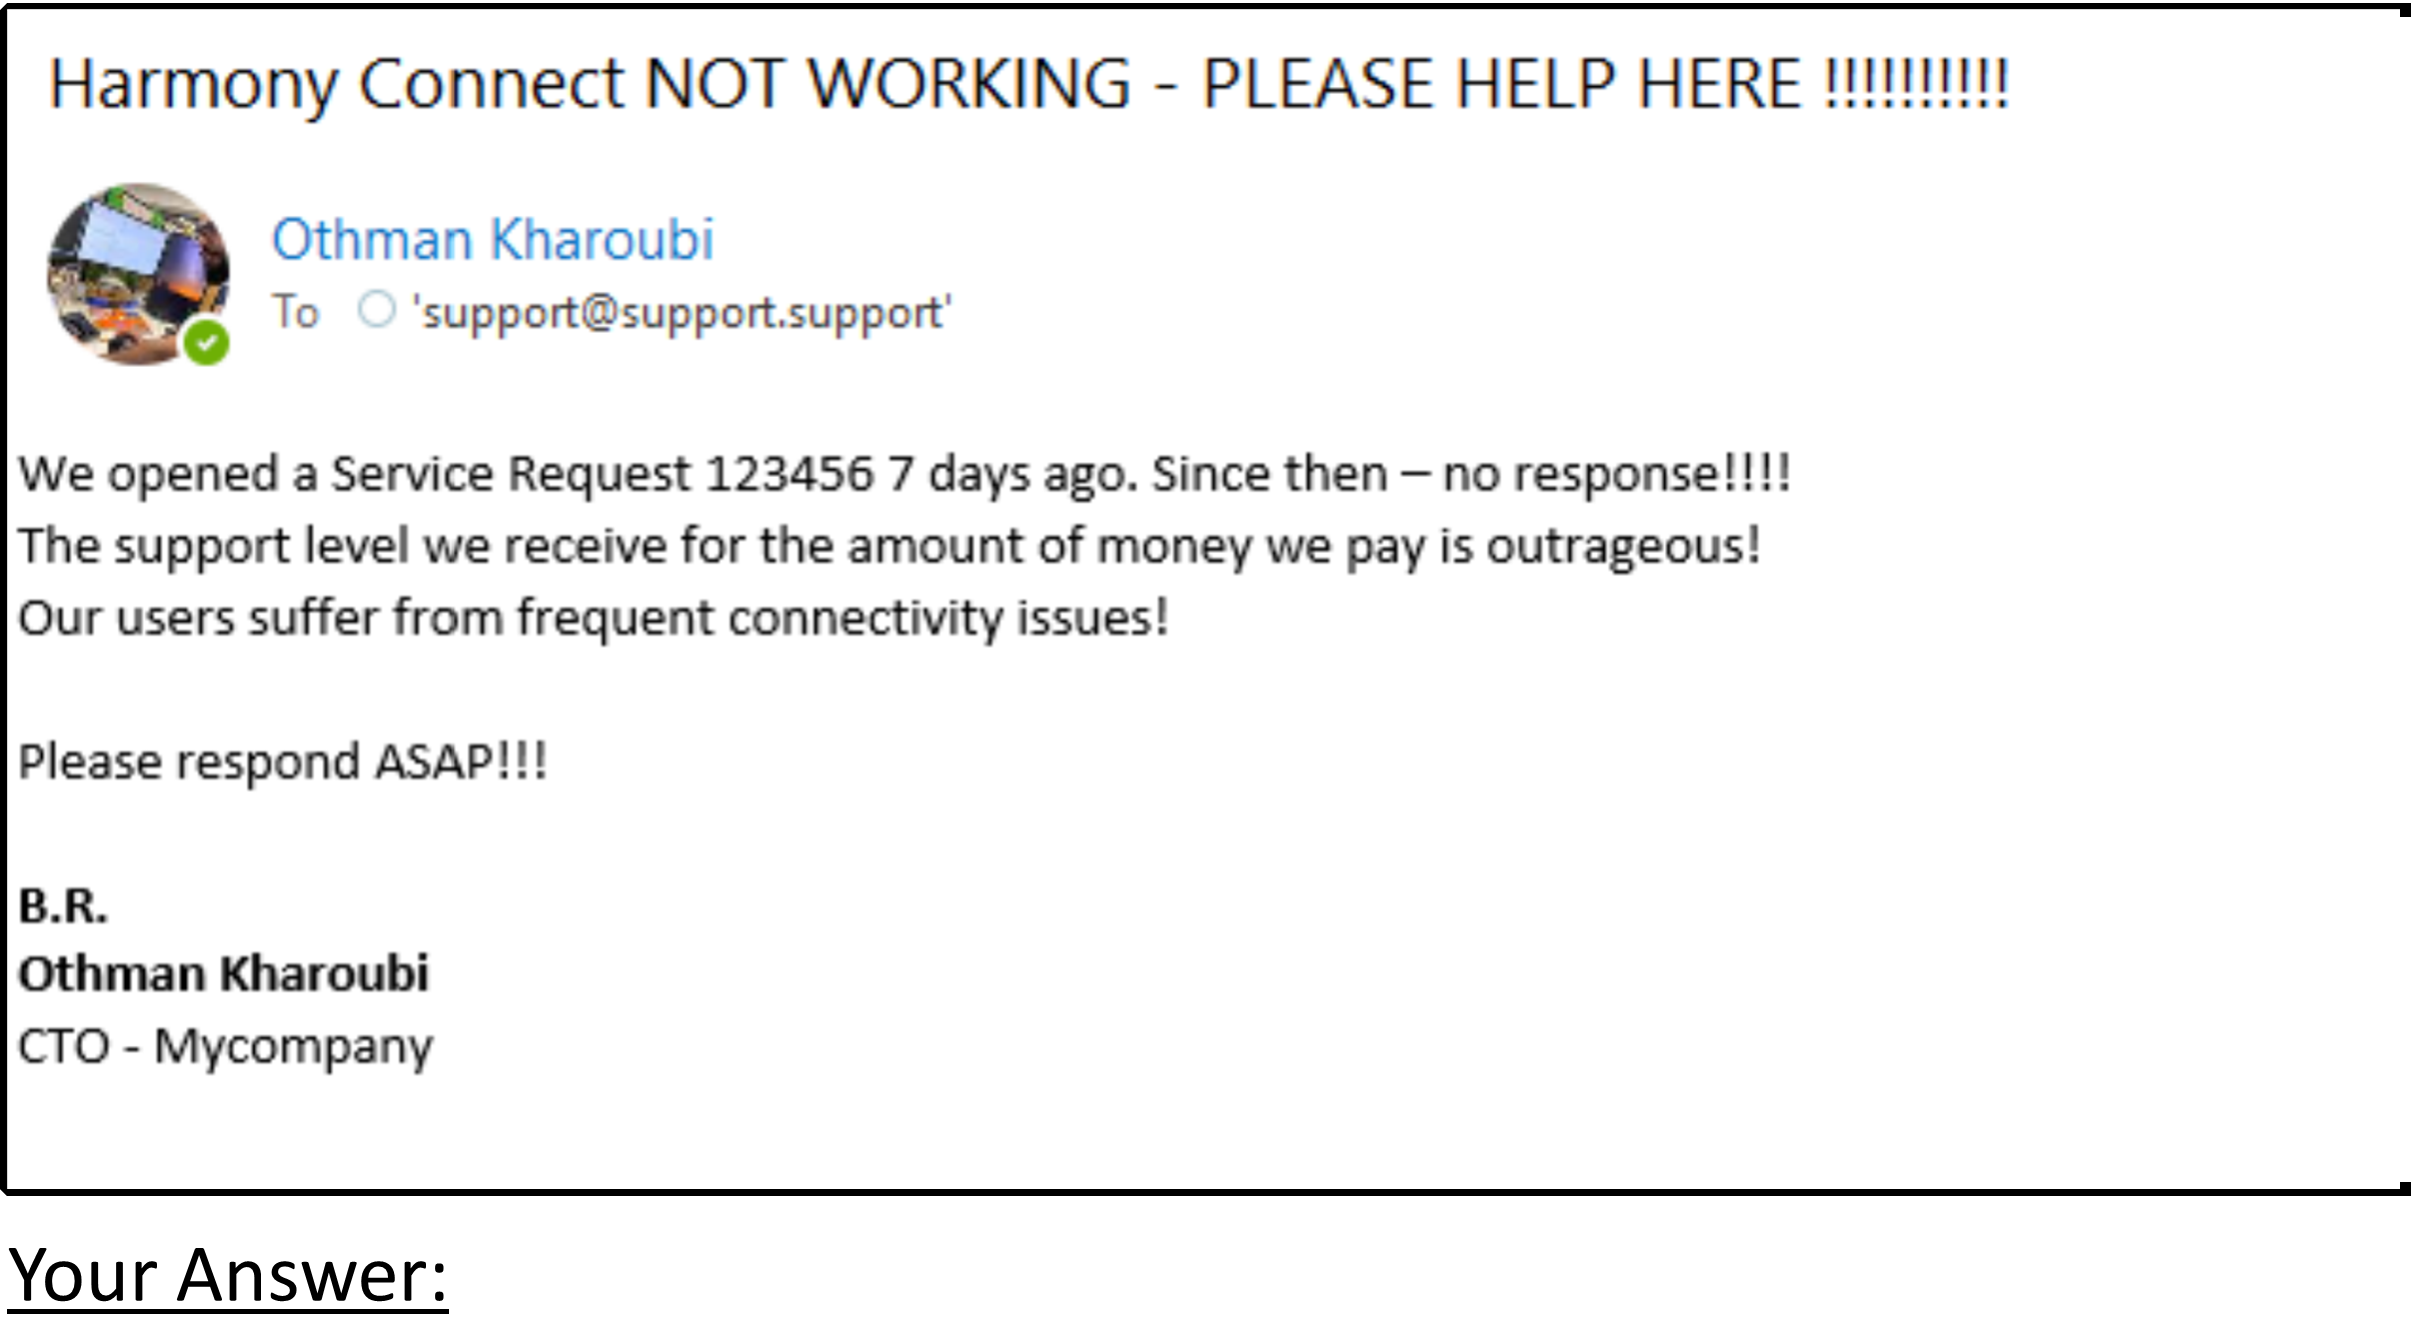 Harmony Connect NOT WORKING - PLEASE HELP HERE !!!!!!!!!!
Othman Kharoubi
To 'support@support.support'
We opened a Service Request 123456 7 days ago. Since then – no response!!!!
The support level we receive for the amount of money we pay is outrageous!
Our users suffer from frequent connectivity issues!
Please respond ASAP!!!
B.R.
Othman Kharoubi
CTO - Mycompany
Your Answer: